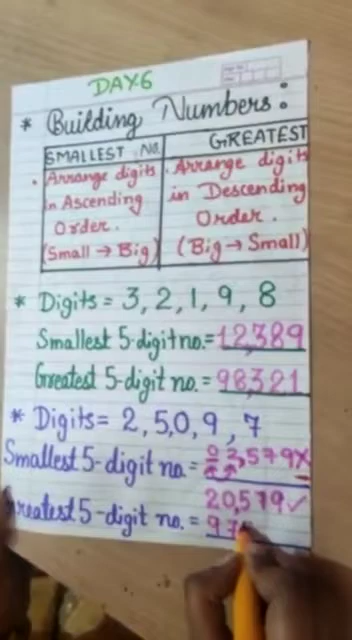 DAY.6
* Building Numbers:
SMALLEST No.
GREATEST
• Arrange digits in Ascending Order.
(Small → Big)
• Arrange digits in Descending Order.
(Big → Small)
* Digits = 3, 2, 1, 9, 8
Smallest 5-digit no. = 12,389
Greatest 5-digit no. = 98,321
* Digits = 2, 5, 0, 9, 7
Smallest 5-digit no. = 02,579 X
20,579 ✓
Greatest 5-digit no. = 97